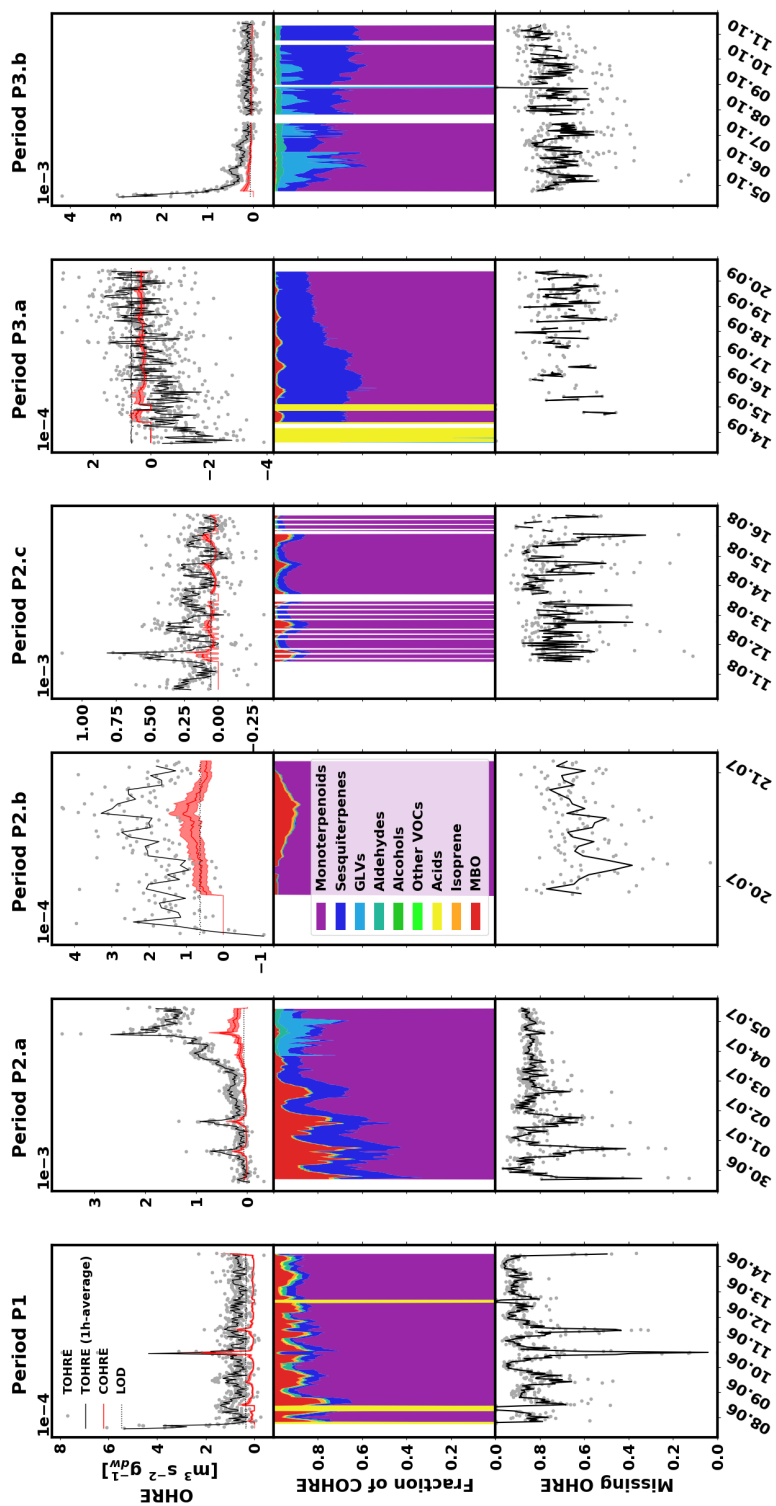 Period P1
Period P2.a
Period P2.b
Period P2.c
Period P3.a
Period P3.b
1e−4
1e−3
1e−4
1e−3
1e−4
1e−3
OHRE
[m³ s⁻² g⁻¹dw]
8
6
4
2
0
TOHRE
TOHRE (1h-average)
COHRE
LOD
3
2
1
0
4
3
2
1
0
−1
1.00
0.75
0.50
0.25
0.00
−0.25
2
0
−2
−4
4
3
2
1
0
Fraction of COHRE
0.8
0.6
0.4
0.2
Monoterpenoids
Sesquiterpenes
GLVs
Aldehydes
Alcohols
Other VOCs
Acids
Isoprene
MBO
Missing OHRE
0.8
0.6
0.4
0.2
0.0
08.06
09.06
10.06
11.06
12.06
13.06
14.06
30.06
01.07
02.07
03.07
04.07
05.07
20.07
21.07
11.08
12.08
13.08
14.08
15.08
16.08
14.09
15.09
16.09
17.09
18.09
19.09
20.09
05.10
06.10
07.10
08.10
09.10
10.10
11.10